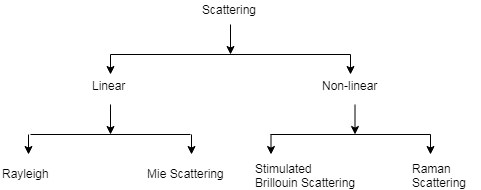 Scattering
Linear
Non-linear
Rayleigh
Mie Scattering
Stimulated
Brillouin Scattering
Raman
Scattering